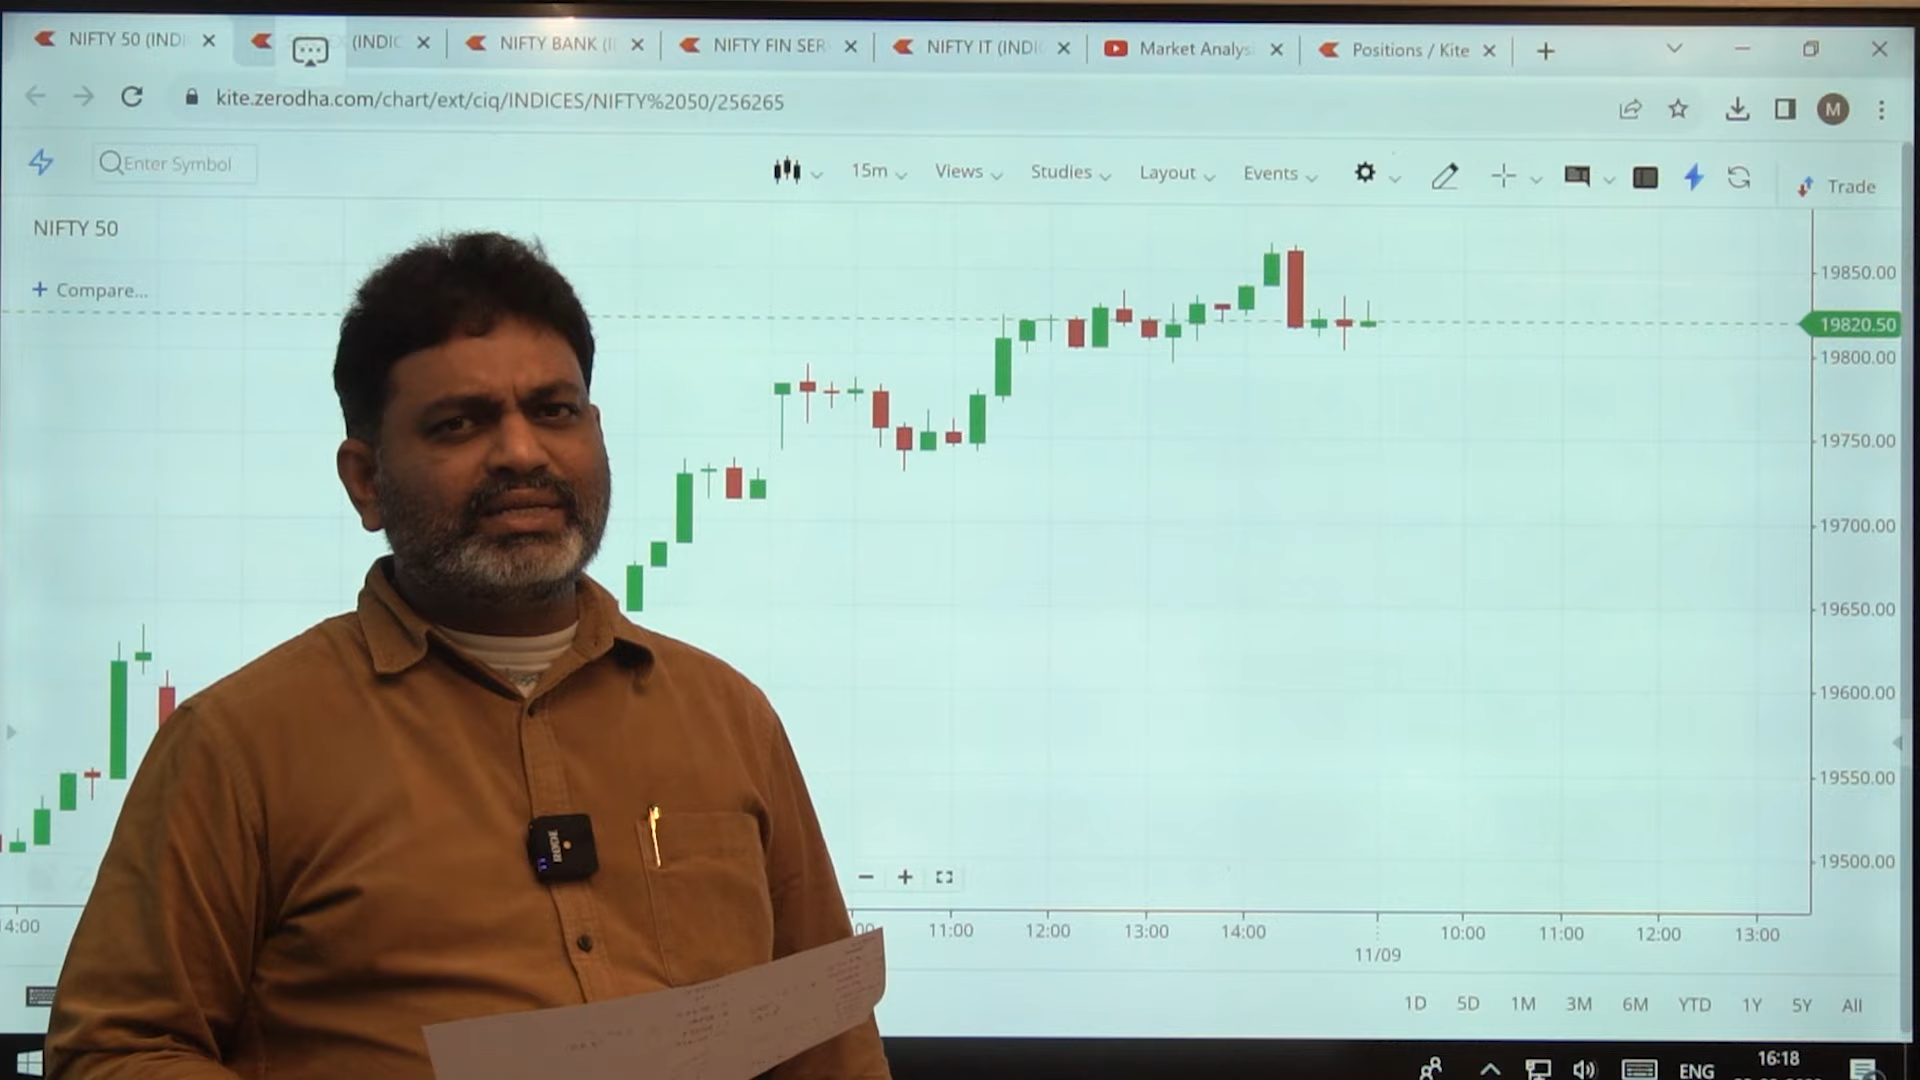 NIFTY 50 (INDI
(INDIC
NIFTY BANK (I
NIFTY FIN SER
NIFTY IT (INDI
Market Analys
Positions / Kite
kite.zerodha.com/chart/ext/ciq/INDICES/NIFTY%2050/256265
M
Enter Symbol
15m
Views
Studies
Layout
Events
Trade
NIFTY 50
+ Compare...
19850.00
19820.50
19800.00
19750.00
19700.00
19650.00
19600.00
19550.00
19500.00
RODE
14:00
11:00
12:00
13:00
14:00
11/09
10:00
11:00
12:00
13:00
1D 5D 1M 3M 6M YTD 1Y 5Y All
ENG
16:18